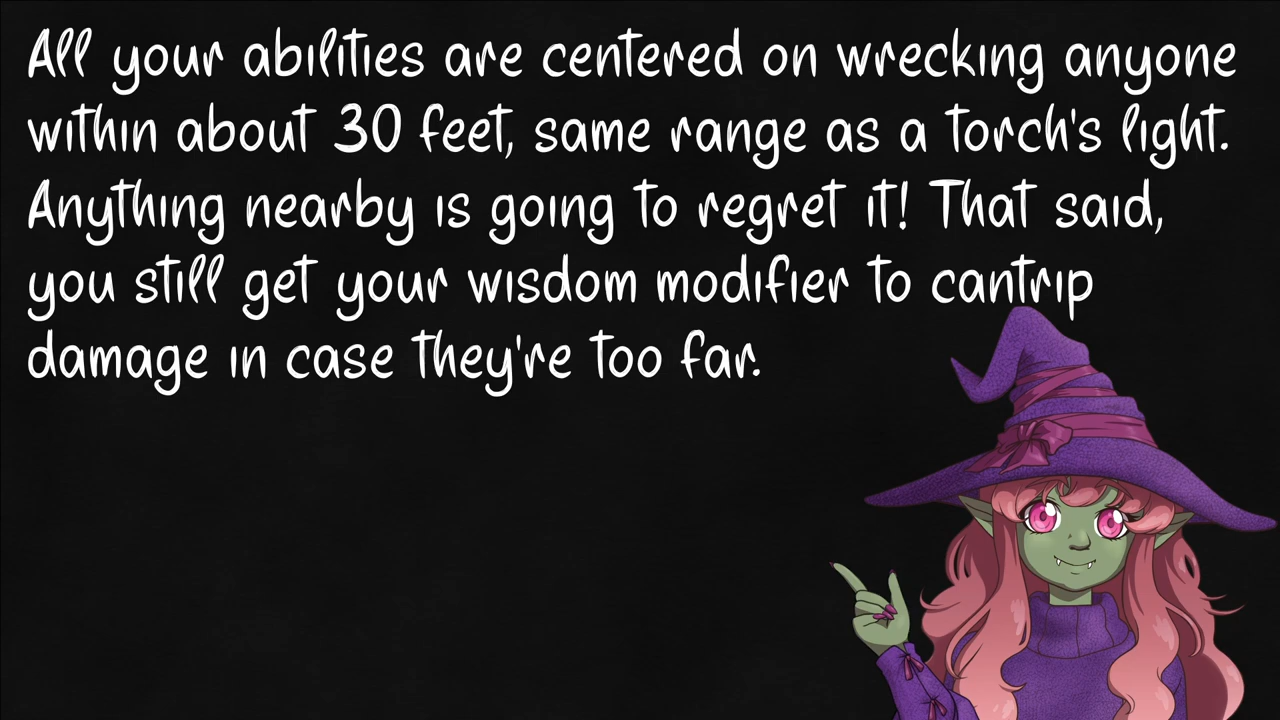 All your abilities are centered on wrecking anyone
within about 30 feet, same range as a torch's light.
Anything nearby is going to regret it! That said,
you still get your wisdom modifier to cantrip
damage in case they're too far.